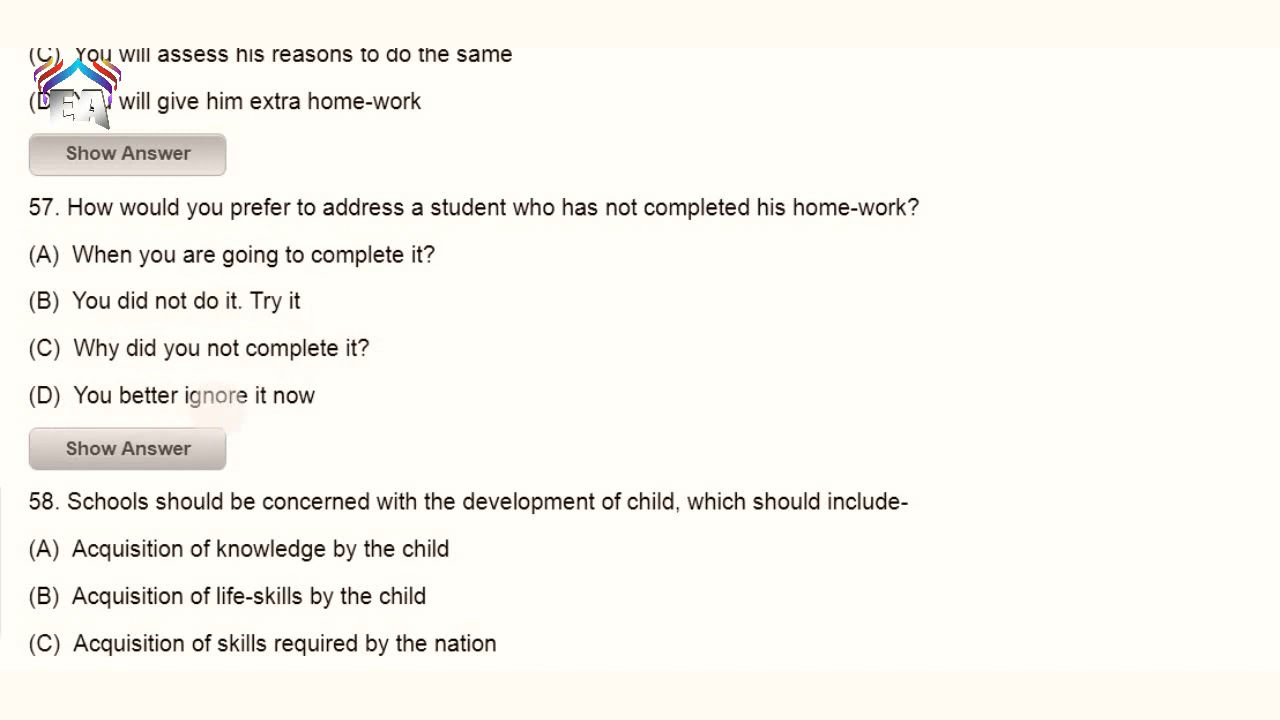 (C) You will assess his reasons to do the same
EA
will give him extra home-work
Show Answer
57. How would you prefer to address a student who has not completed his home-work?
(A) When you are going to complete it?
(B) You did not do it. Try it
(C) Why did you not complete it?
(D) You better ignore it now
Show Answer
58. Schools should be concerned with the development of child, which should include-
(A) Acquisition of knowledge by the child
(B) Acquisition of life-skills by the child
(C) Acquisition of skills required by the nation